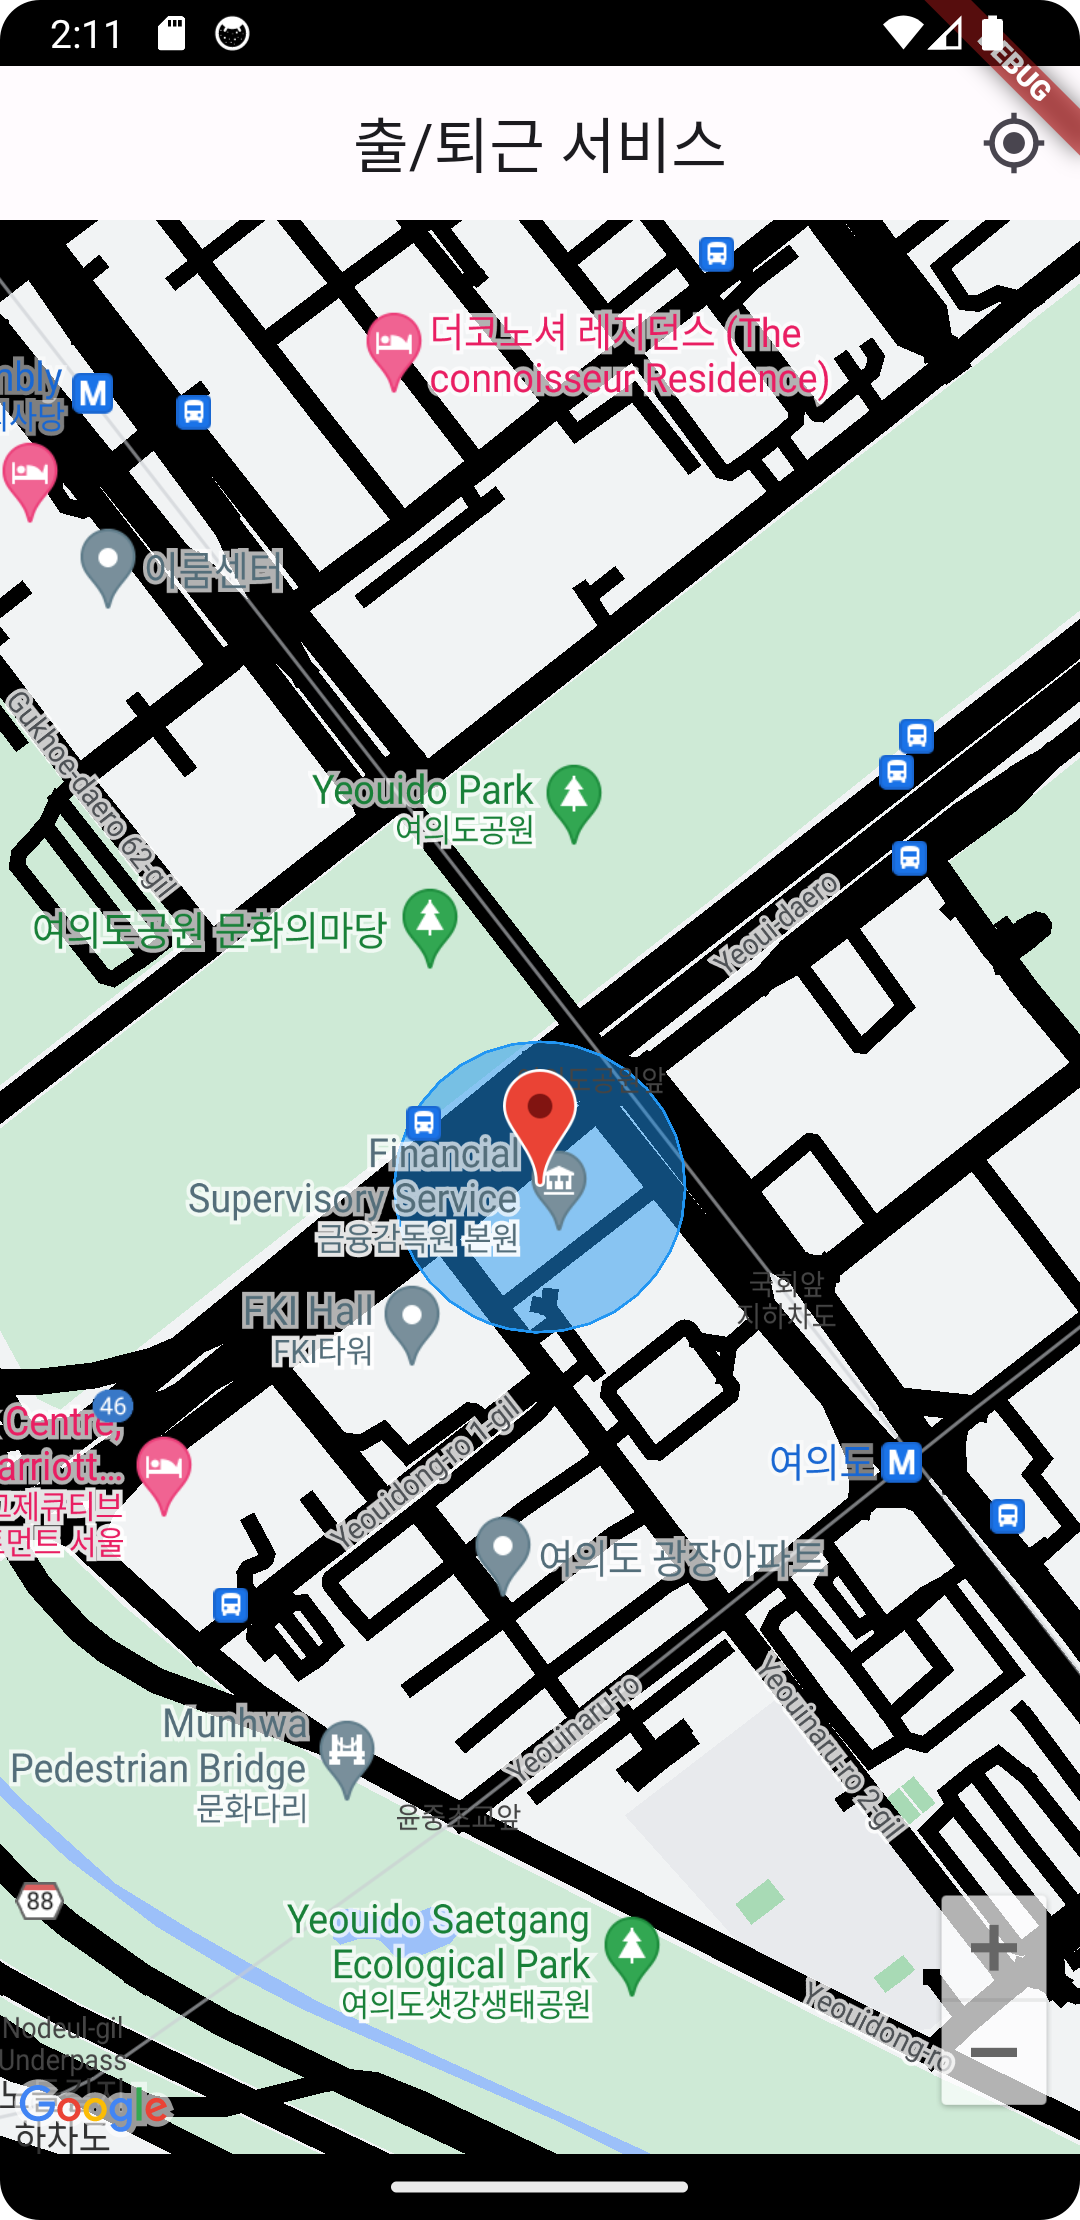 2:11
DEBUG
출/퇴근 서비스
더코노셔 레지던스 (The
connoisseur Residence)
M
이룸센터
Gukhoe-daero 62-gil
Yeouido Park
여의도공원
여의도공원 문화의마당
Yeoui-daero
Financial
Supervisory Service
금융감독원 본원
국회앞
지하차도
FKI Hall
FKI타워
46
Centre,
서울
Yeouidong-ro 1-gil
여의도 M
여의도 광장아파트
Yeouinaru-ro
Yeouinaru-ro 2-gil
Munhwa
Pedestrian Bridge
문화다리
윤중초교앞
88
Yeouido Saetgang
Ecological Park
여의도샛강생태공원
Yeouidong-ro
Nodeul-gil
Underpass
Google
하차도